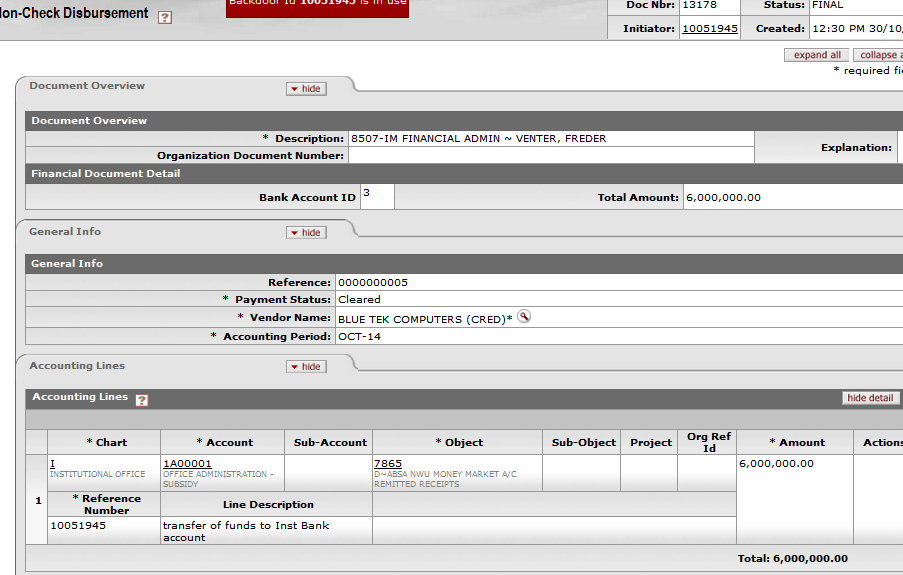 on-Check Disbursement ?
Backdoor Id 10051945 is in use
Doc Nbr: 13178 Status: FINAL
Initiator: 10051945 Created: 12:30 PM 30/10/
expand all collapse a
* required fie
Document Overview hide
Document Overview
* Description: 8507-IM FINANCIAL ADMIN ~ VENTER, FREDER
Explanation:
Organization Document Number:
Financial Document Detail
Bank Account ID 3 Total Amount: 6,000,000.00
General Info hide
General Info
Reference: 0000000005
* Payment Status: Cleared
* Vendor Name: BLUE TEK COMPUTERS (CRED)*
* Accounting Period: OCT-14
Accounting Lines hide
Accounting Lines ? hide detail
* Chart * Account Sub-Account * Object Sub-Object Project Org Ref Id * Amount Actions
1
I 1A00001 7865 6,000,000.00
INSTITUTIONAL OFFICE OFFICE ADMINISTRATION - D~ABSA NWU MONEY MARKET A/C
SUBSIDY REMITTED RECEIPTS
* Reference Number Line Description
10051945 transfer of funds to Inst Bank
account
Total: 6,000,000.00